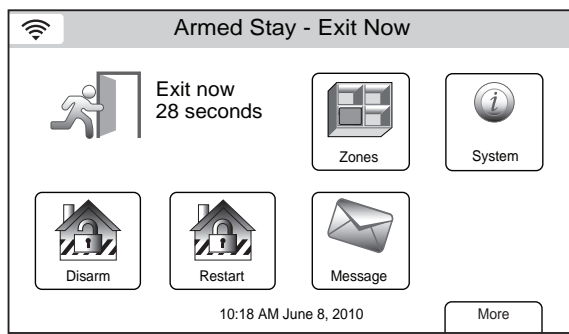 Armed Stay - Exit Now
Exit now
28 seconds
Zones
System
Disarm
Restart
Message
10:18 AM June 8, 2010
More